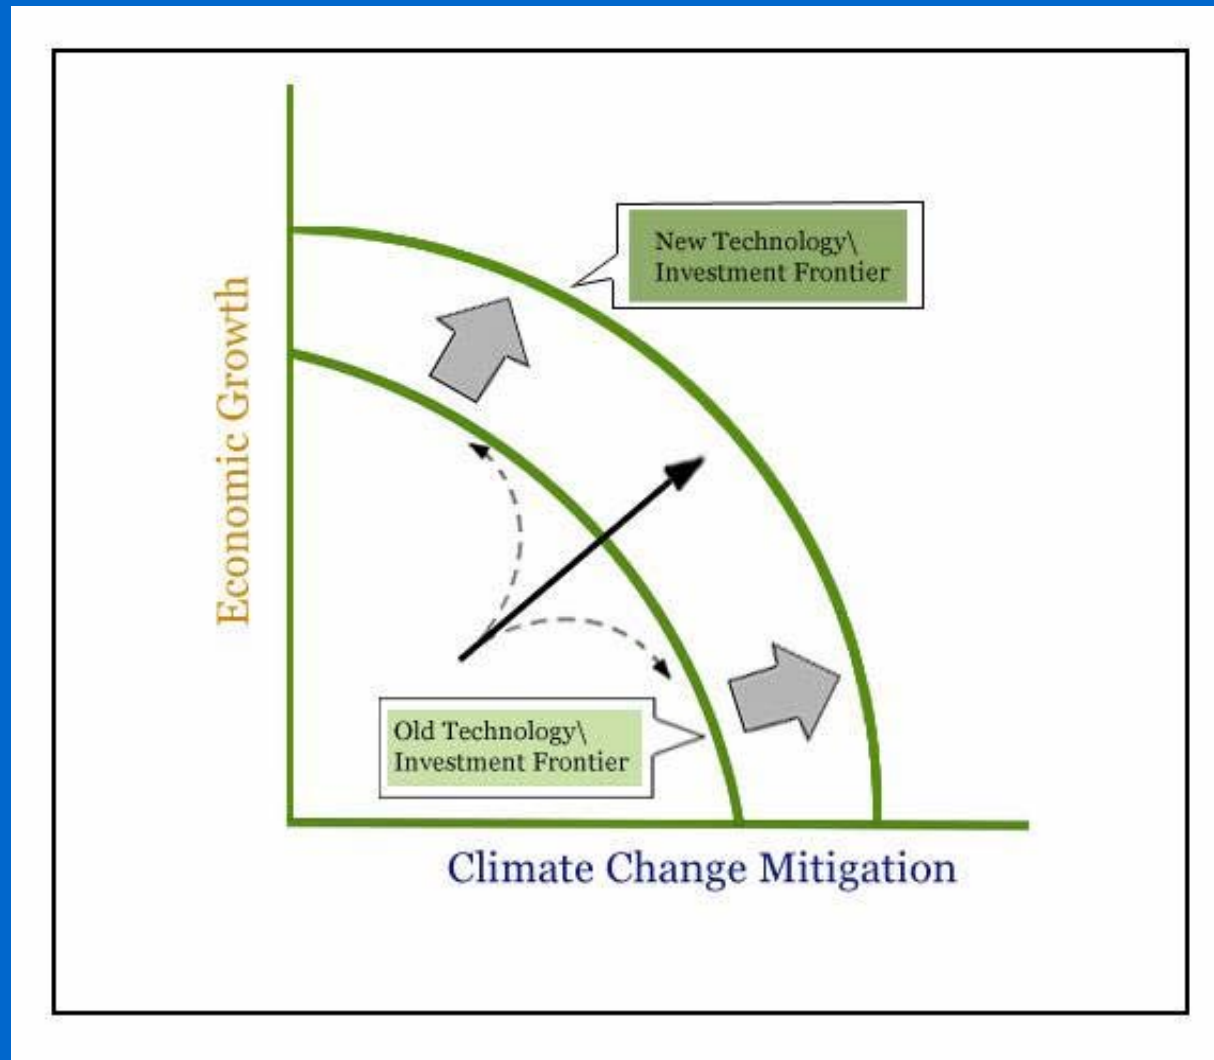 New Technology\
Investment Frontier
Economic Growth
Old Technology\
Investment Frontier
Climate Change Mitigation